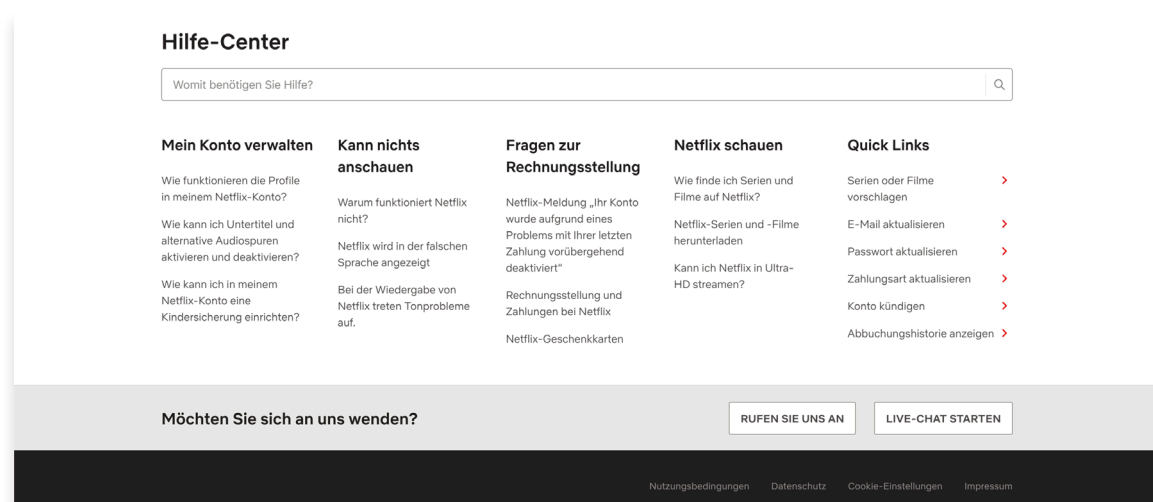 Hilfe-Center
Womit benötigen Sie Hilfe?
Mein Konto verwalten
Wie funktionieren die Profile
in meinem Netflix-Konto?
Wie kann ich Untertitel und
alternative Audiospuren
aktivieren und deaktivieren?
Wie kann ich in meinem
Netflix-Konto eine
Kindersicherung einrichten?
Kann nichts
anschauen
Warum funktioniert Netflix
nicht?
Netflix wird in der falschen
Sprache angezeigt
Bei der Wiedergabe von
Netflix treten Tonprobleme
auf.
Fragen zur
Rechnungsstellung
Netflix-Meldung „Ihr Konto
wurde aufgrund eines
Problems mit Ihrer letzten
Zahlung vorübergehend
deaktiviert"
Rechnungsstellung und
Zahlungen bei Netflix
Netflix-Geschenkkarten
Netflix schauen
Wie finde ich Serien und
Filme auf Netflix?
Netflix-Serien und -Filme
herunterladen
Kann ich Netflix in Ultra-
HD streamen?
Quick Links
Serien oder Filme
vorschlagen
E-Mail aktualisieren
Passwort aktualisieren
Zahlungsart aktualisieren
Konto kündigen
Abbuchungshistorie anzeigen
Möchten Sie sich an uns wenden?
RUFEN SIE UNS AN
LIVE-CHAT STARTEN
Nutzungsbedingungen Datenschutz Cookie-Einstellungen Impressum